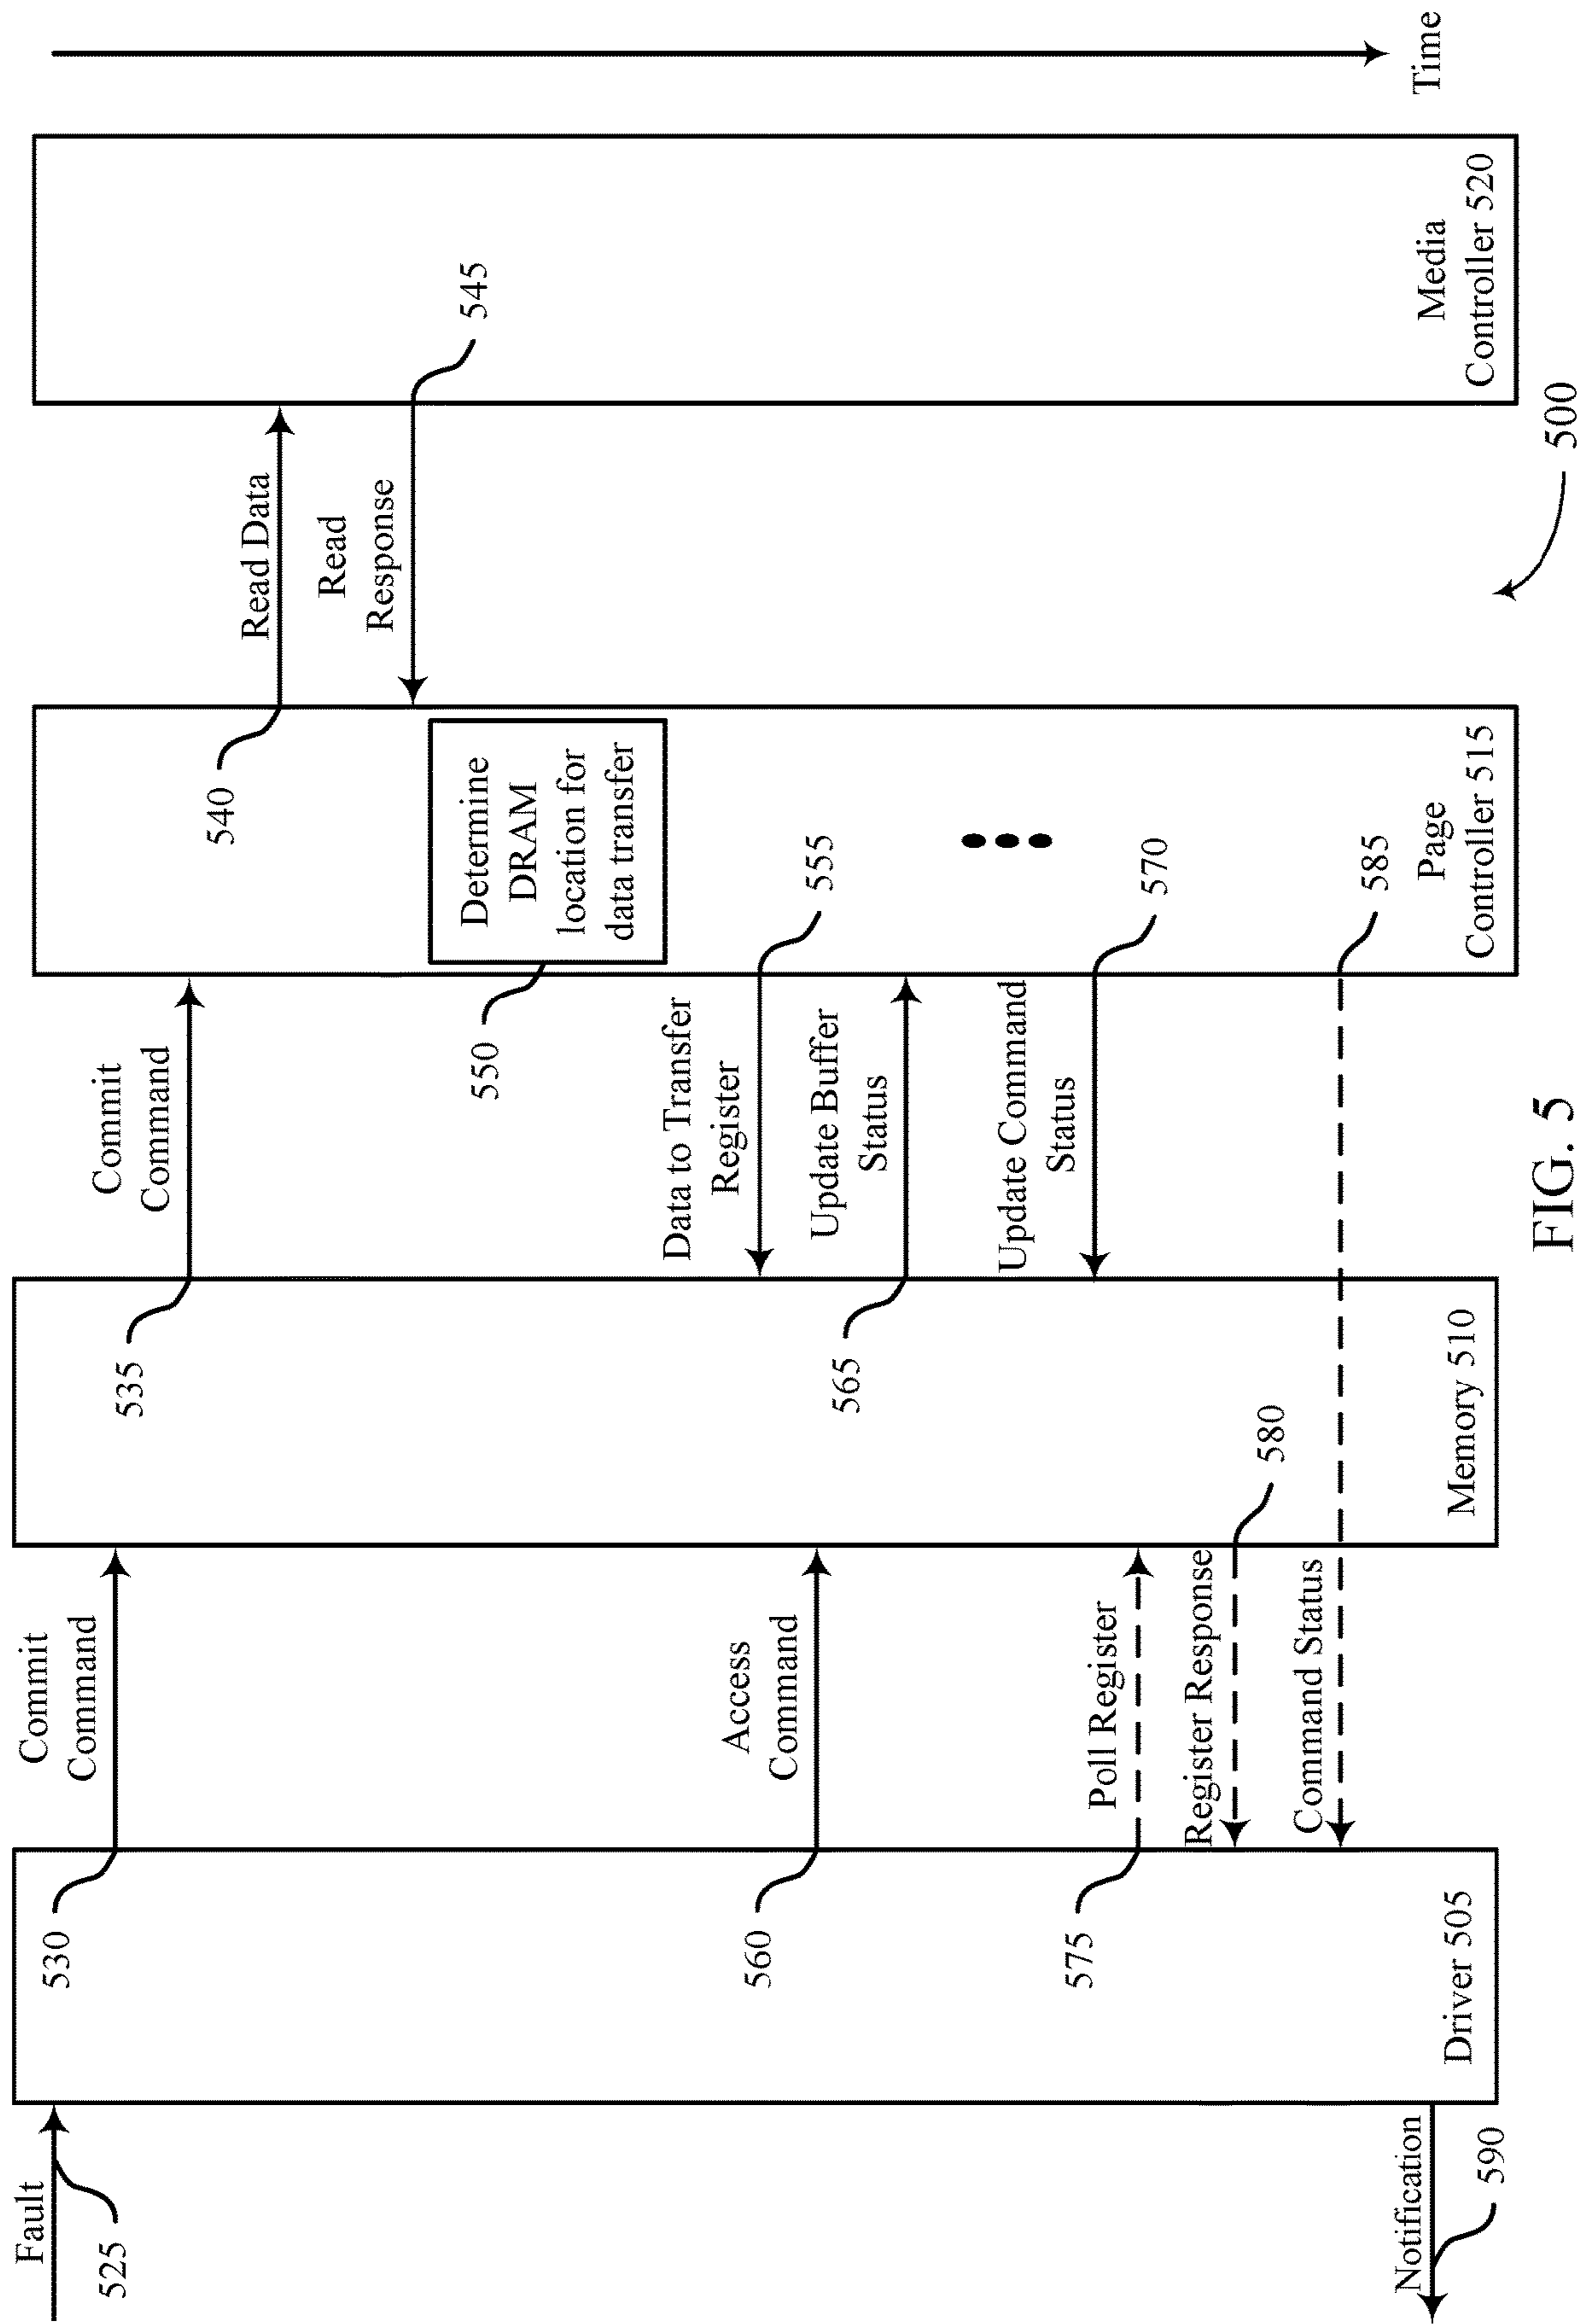 Fault
525
530
Commit
Command
535
Commit
Command
540
Read Data
Read
Response
545
Determine
DRAM
location for
data transfer
550
Data to Transfer
Register
555
560
Access
Command
565
Update Buffer
Status
Update Command
Status
570
575
Poll Register
Register Response
580
Command Status
585
Notification
590
Driver 505
Memory 510
Page
Controller 515
Media
Controller 520
Time
500
FIG. 5